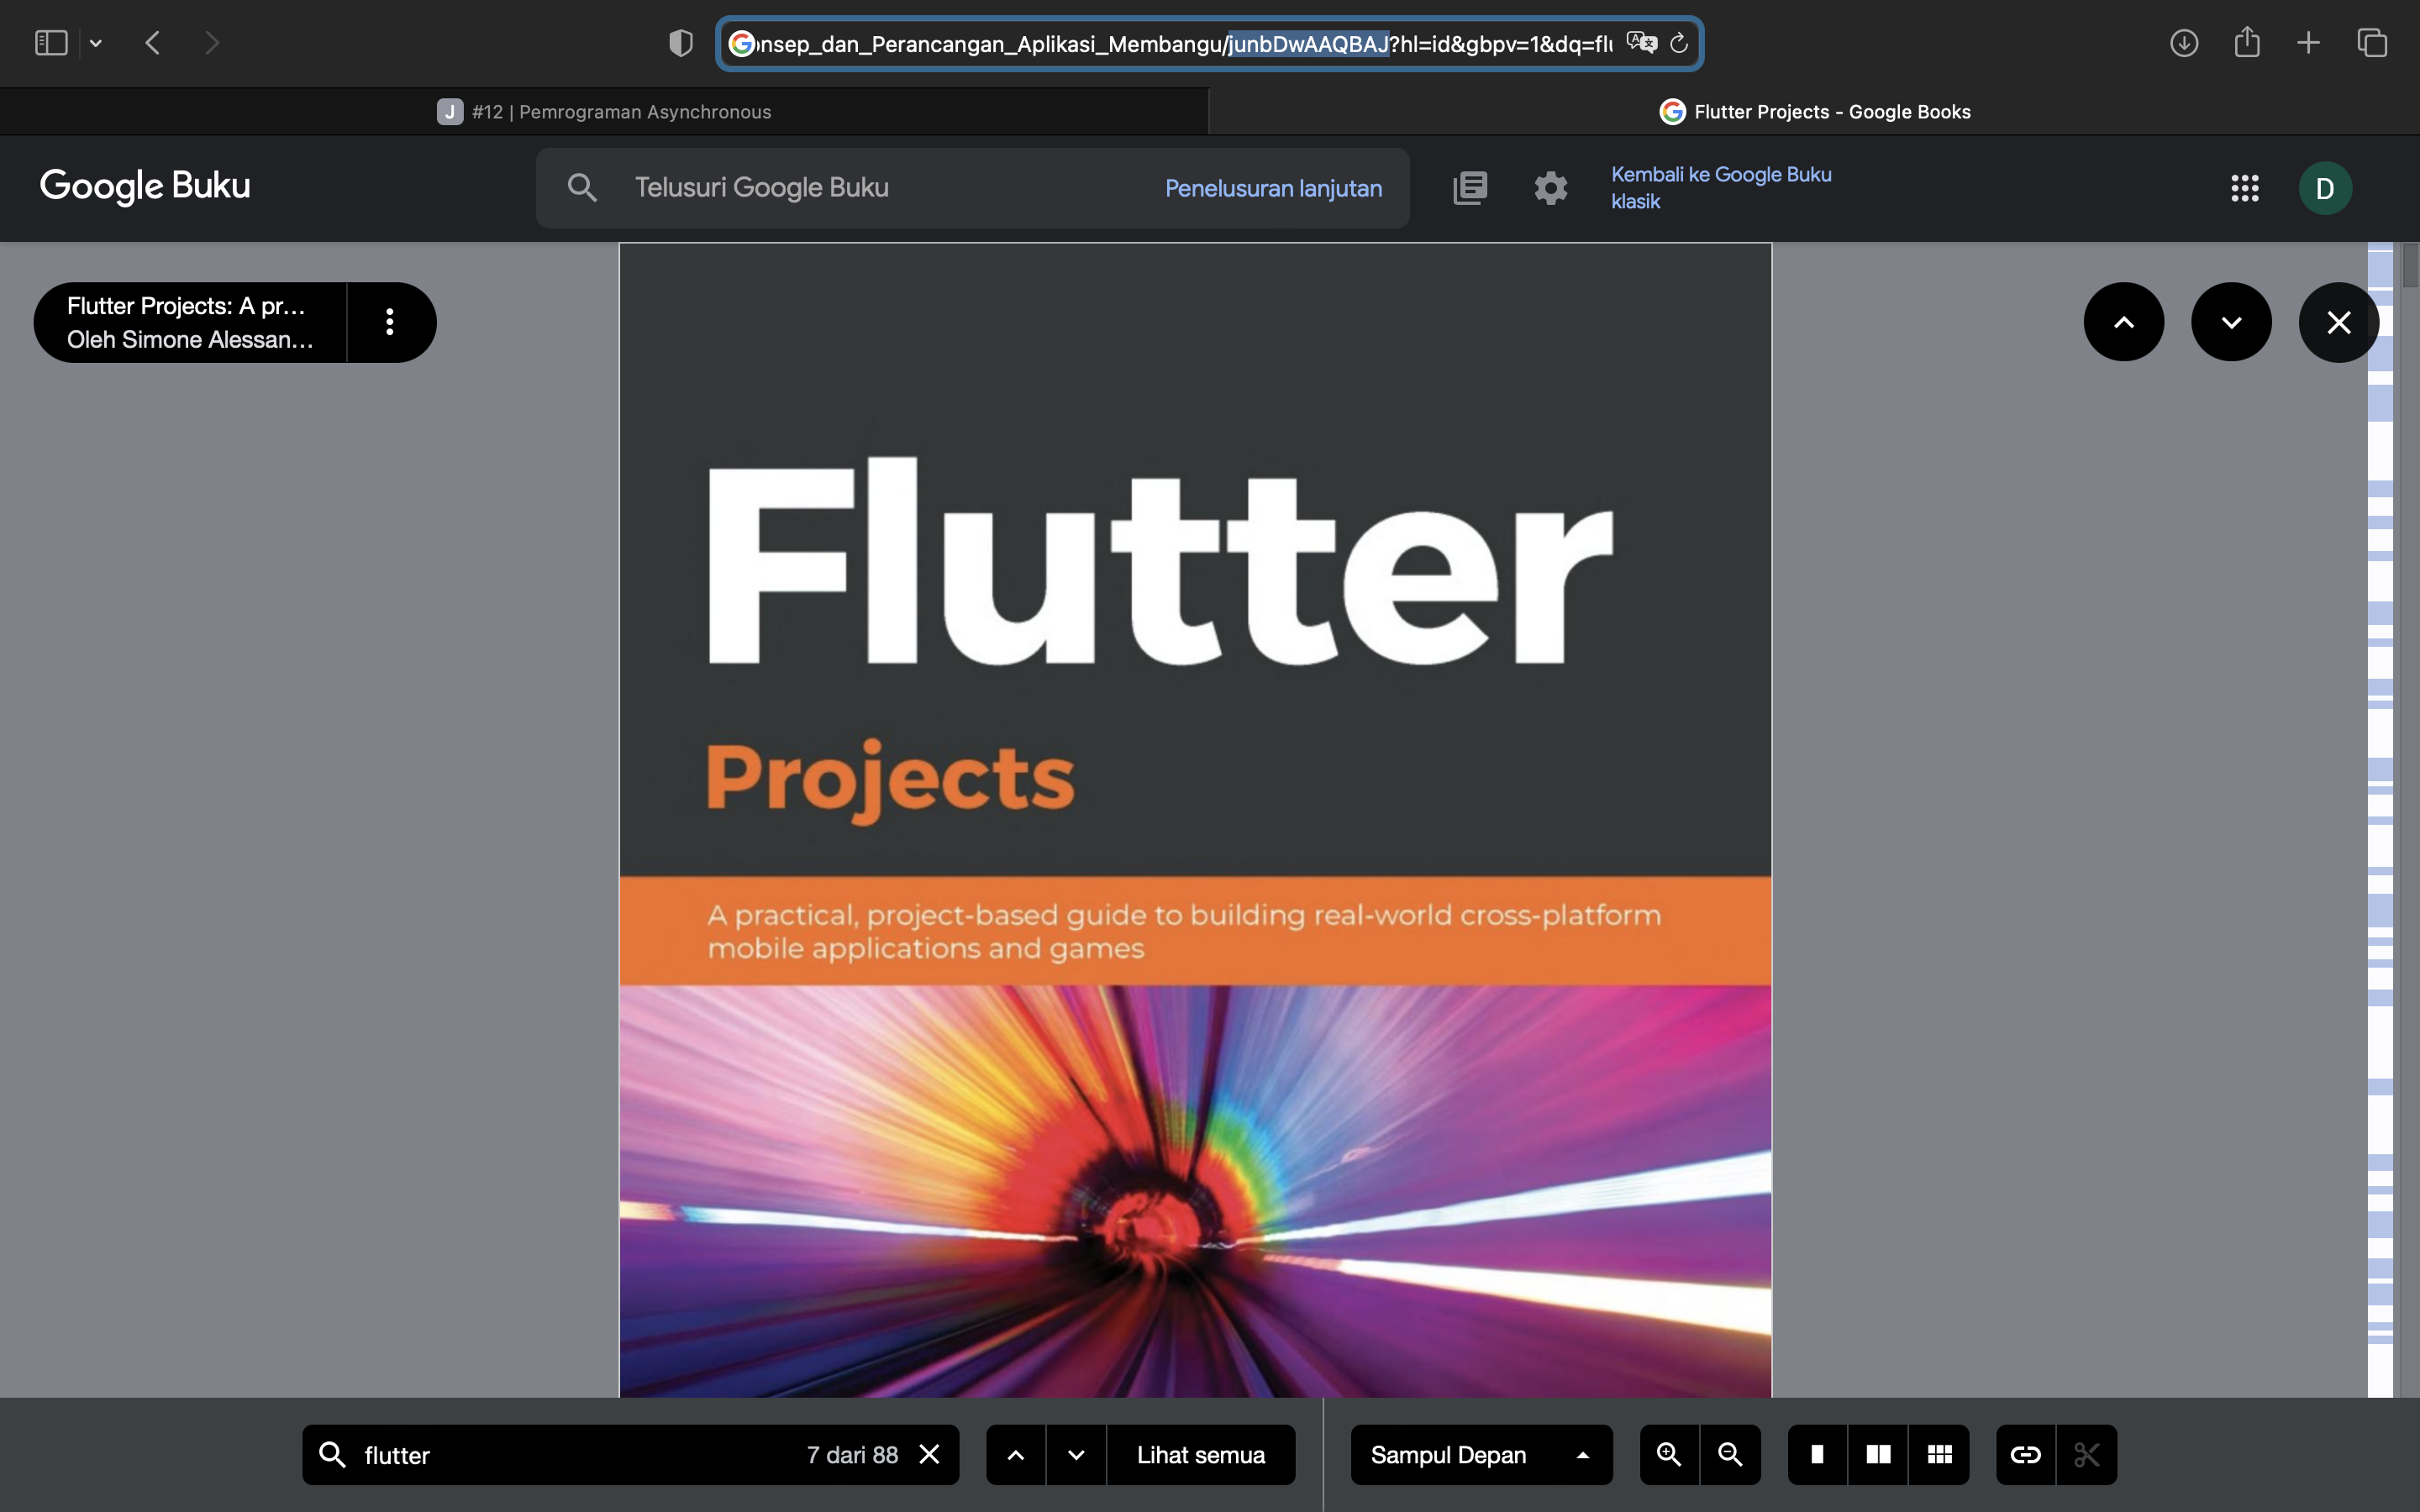 onsep_dan_Perancangan_Aplikasi_Membangu/junbDwAAQBAJ?hl=id&gbpv=1&dq=flu
J #12 | Pemrograman Asynchronous
Flutter Projects - Google Books
Google Buku
Telusuri Google Buku
Penelusuran lanjutan
Kembali ke Google Buku
klasik
D
Flutter Projects: A pr...
Oleh Simone Alessan...
Flutter
Projects
A practical, project-based guide to building real-world cross-platform
mobile applications and games
flutter
7 dari 88
Lihat semua
Sampul Depan